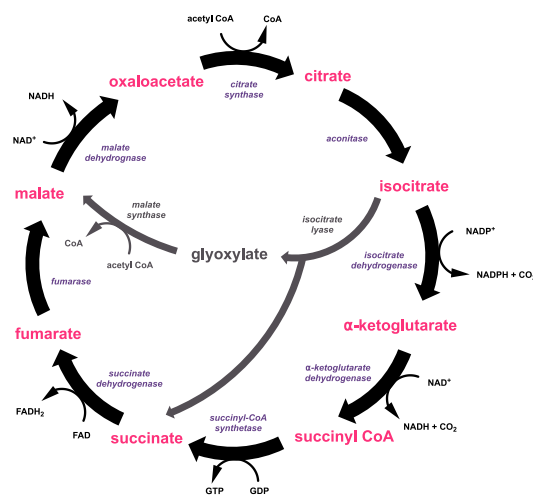 acetyl CoA
CoA
oxaloacetate
citrate
synthase
citrate
NADH
NAD⁺
malate
dehydrognase
aconitase
malate
malate
synthase
isocitrate
lyase
isocitrate
CoA
acetyl CoA
glyoxylate
isocitrate
dehydrogenase
NADP⁺
NADPH + CO₂
fumarase
fumarate
α-ketoglutarate
succinate
dehydrogenase
α-ketoglutarate
dehydrogenase
NAD⁺
NADH + CO₂
FADH₂
FAD
succinate
succinyl-CoA
synthetase
succinyl CoA
GTP
GDP